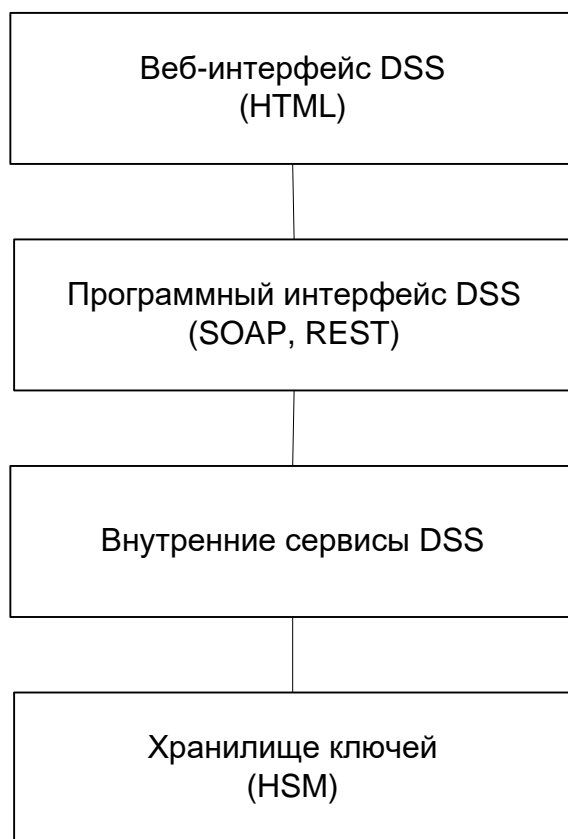 Веб-интерфейс DSS
(HTML)
Программный интерфейс DSS
(SOAP, REST)
Внутренние сервисы DSS
Хранилище ключей
(HSM)